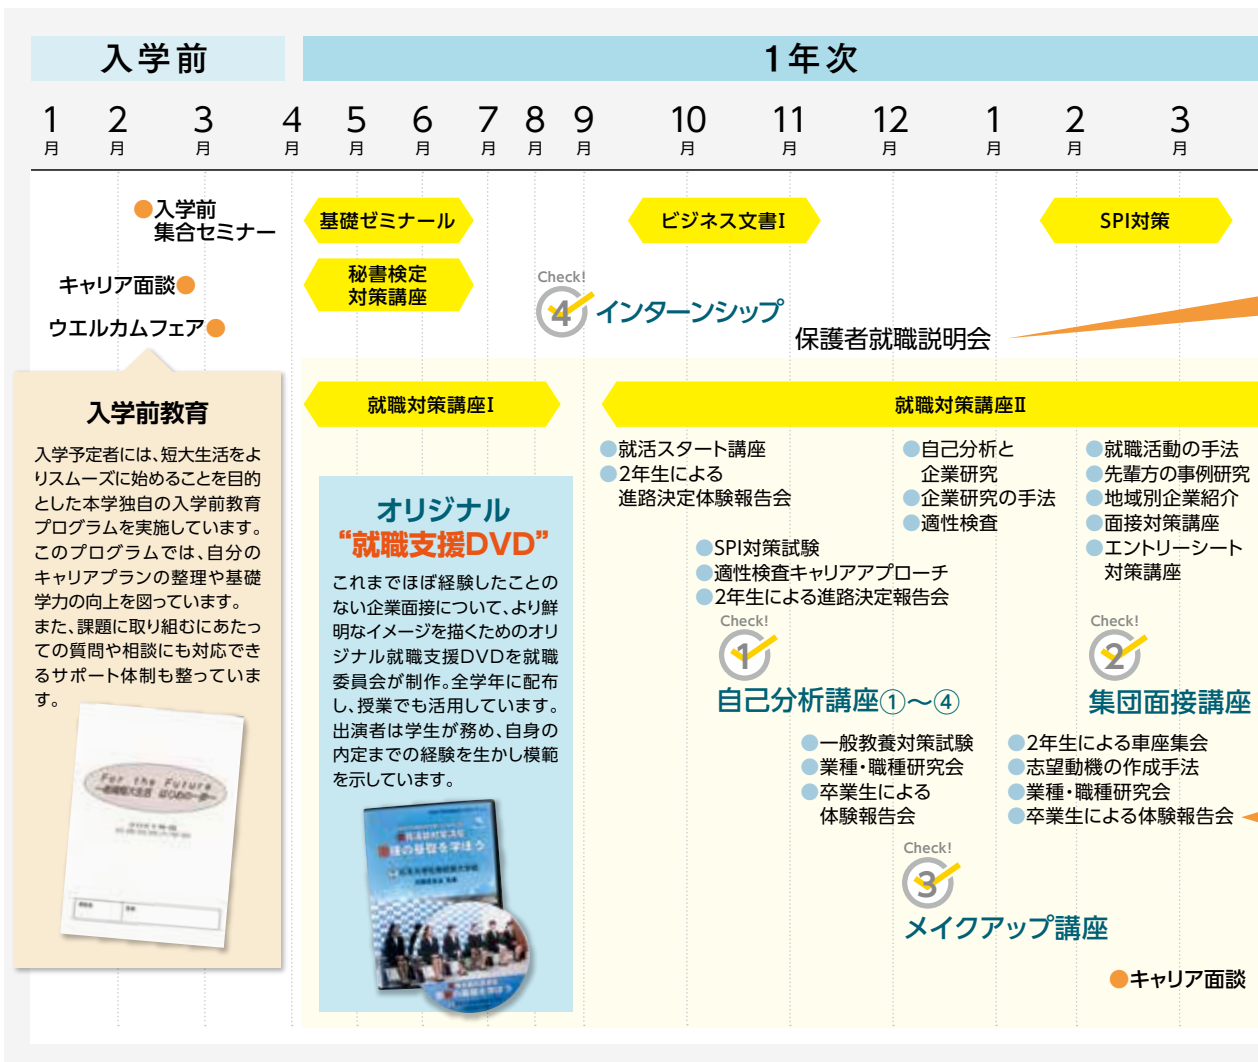 入学前
1年次
1月 2月 3月 4月 5月 6月 7月 8月 9月 10月 11月 12月 1月 2月 3月
●入学前
集合セミナー
キャリア面談●
ウエルカムフェア●
基礎ゼミナール
秘書検定
対策講座
ビジネス文書I
SPI対策
Check!
4
インターンシップ
保護者就職説明会
入学前教育
入学予定者には、短大生活をよ
りスムーズに始めることを目的
とした本学独自の入学前教育
プログラムを実施しています。
このプログラムでは、自分の
キャリアプランの整理や基礎
学力の向上を図っています。
また、課題に取り組むにあたっ
ての質問や相談にも対応でき
るサポート体制も整っていま
す。
For the Future
就職対策講座I
オリジナル
“就職支援DVD”
これまでほぼ経験したことの
ない企業面接について、より鮮
明なイメージを描くためのオリ
ジナル就職支援DVDを就職
委員会が制作。全学年に配布
し、授業でも活用しています。
出演者は学生が務め、自身の
内定までの経験を生かし模範
を示しています。
の基礎を学ぼう
就職対策講座Ⅱ
●就活スタート講座
●2年生による
進路決定体験報告会
●SPI対策試験
●適性検査キャリアアプローチ
●2年生による進路決定報告会
Check!
1
自己分析講座①〜④
●一般教養対策試験
●業種・職種研究会
●卒業生による
体験報告会
●自己分析と
企業研究
●企業研究の手法
●適性検査
Check!
3
メイクアップ講座
●就職活動の手法
●先輩方の事例研究
●地域別企業紹介
●面接対策講座
●エントリーシート
対策講座
Check!
2
集団面接講座
●2年生による車座集会
●志望動機の作成手法
●業種・職種研究会
●卒業生による体験報告会
●キャリア面談